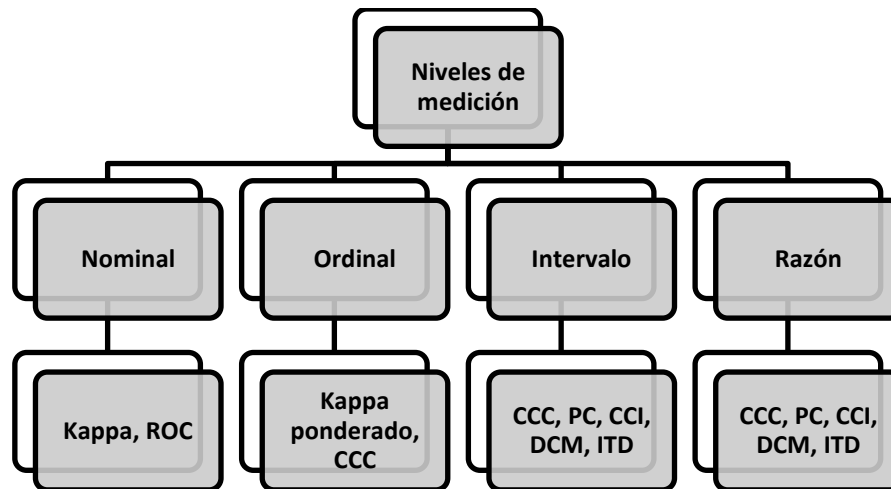 Niveles de
medición
Nominal
Ordinal
Intervalo
Razón
Kappa, ROC
Kappa
ponderado,
CCC
CCC, PC, CCI,
DCM, ITD
CCC, PC, CCI,
DCM, ITD